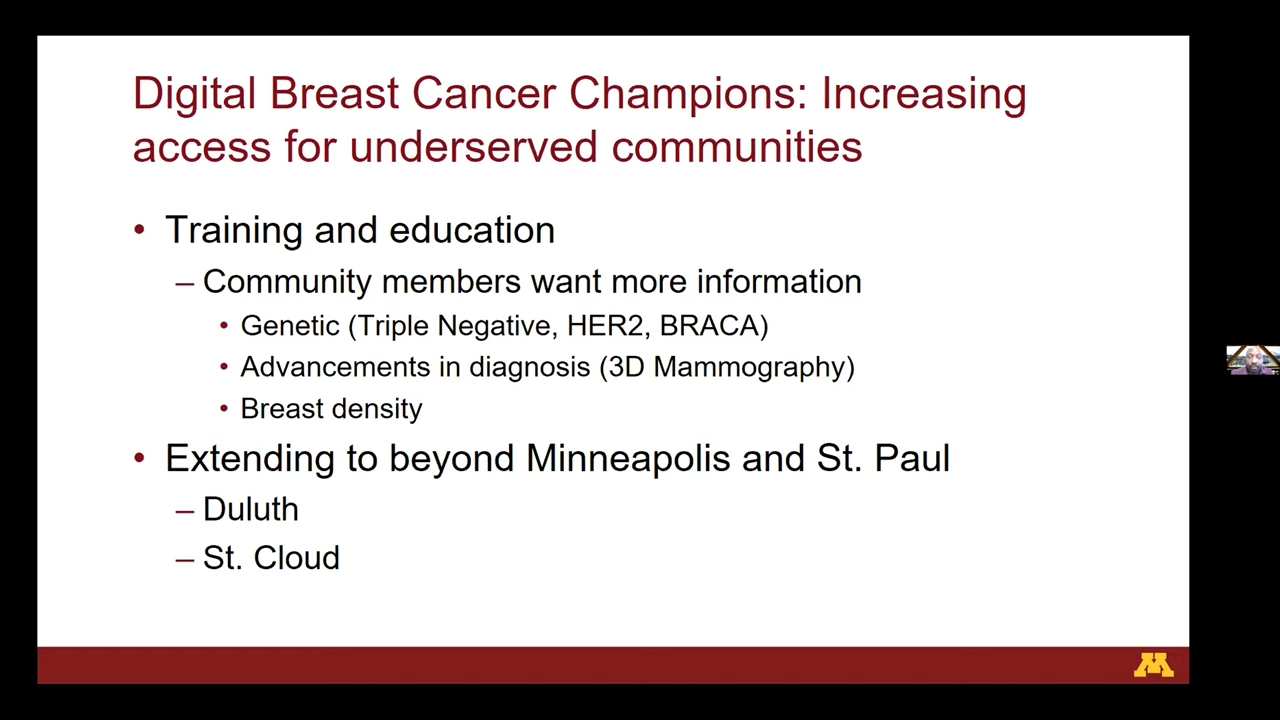 Digital Breast Cancer Champions: Increasing
access for underserved communities
• Training and education
– Community members want more information
• Genetic (Triple Negative, HER2, BRACA)
• Advancements in diagnosis (3D Mammography)
• Breast density
• Extending to beyond Minneapolis and St. Paul
– Duluth
– St. Cloud
M